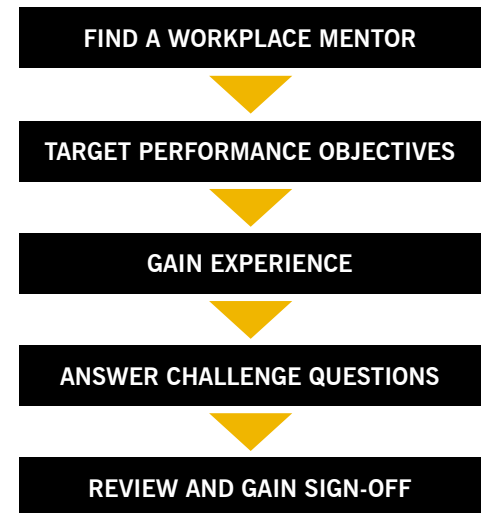 FIND A WORKPLACE MENTOR
TARGET PERFORMANCE OBJECTIVES
GAIN EXPERIENCE
ANSWER CHALLENGE QUESTIONS
REVIEW AND GAIN SIGN-OFF